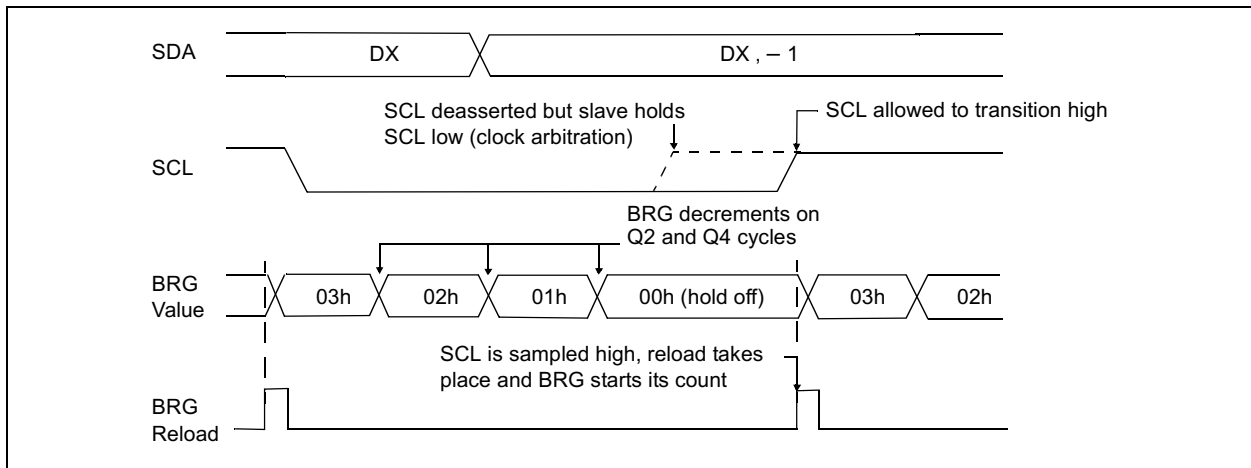 SDA
DX
DX , – 1
SCL deasserted but slave holds
SCL low (clock arbitration)
SCL allowed to transition high
SCL
BRG decrements on
Q2 and Q4 cycles
BRG
Value
03h
02h
01h
00h (hold off)
03h
02h
SCL is sampled high, reload takes
place and BRG starts its count
BRG
Reload